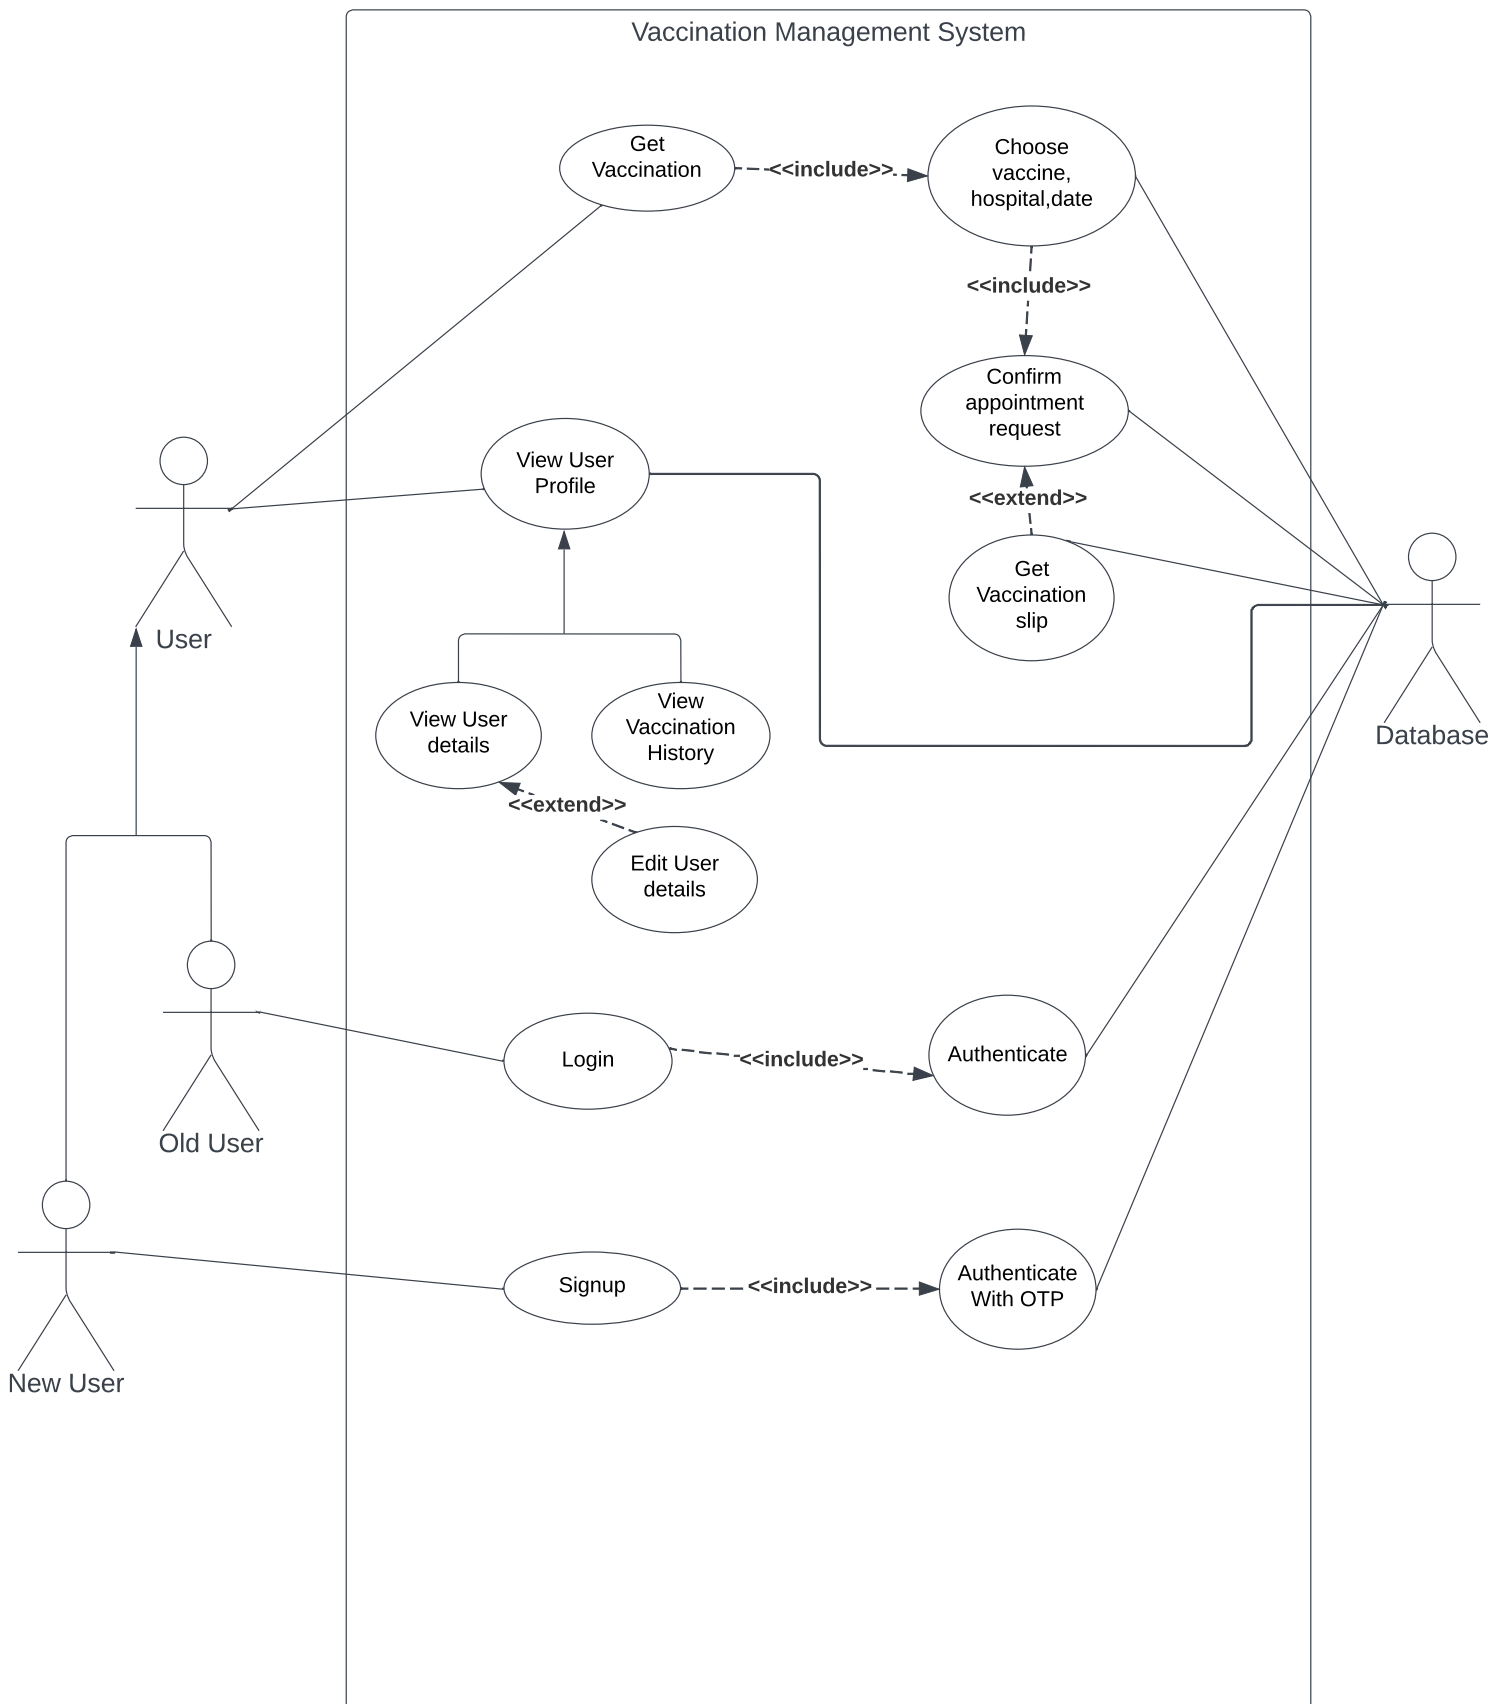 Vaccination Management System
Get
Vaccination
<<include>>
Choose
vaccine,
hospital,date
<<include>>
Confirm
appointment
request
<<extend>>
Get
Vaccination
slip
View User
Profile
User
Database
View User
details
View
Vaccination
History
<<extend>>
Edit User
details
Old User
Login
<<include>>
Authenticate
New User
Signup
<<include>>
Authenticate
With OTP